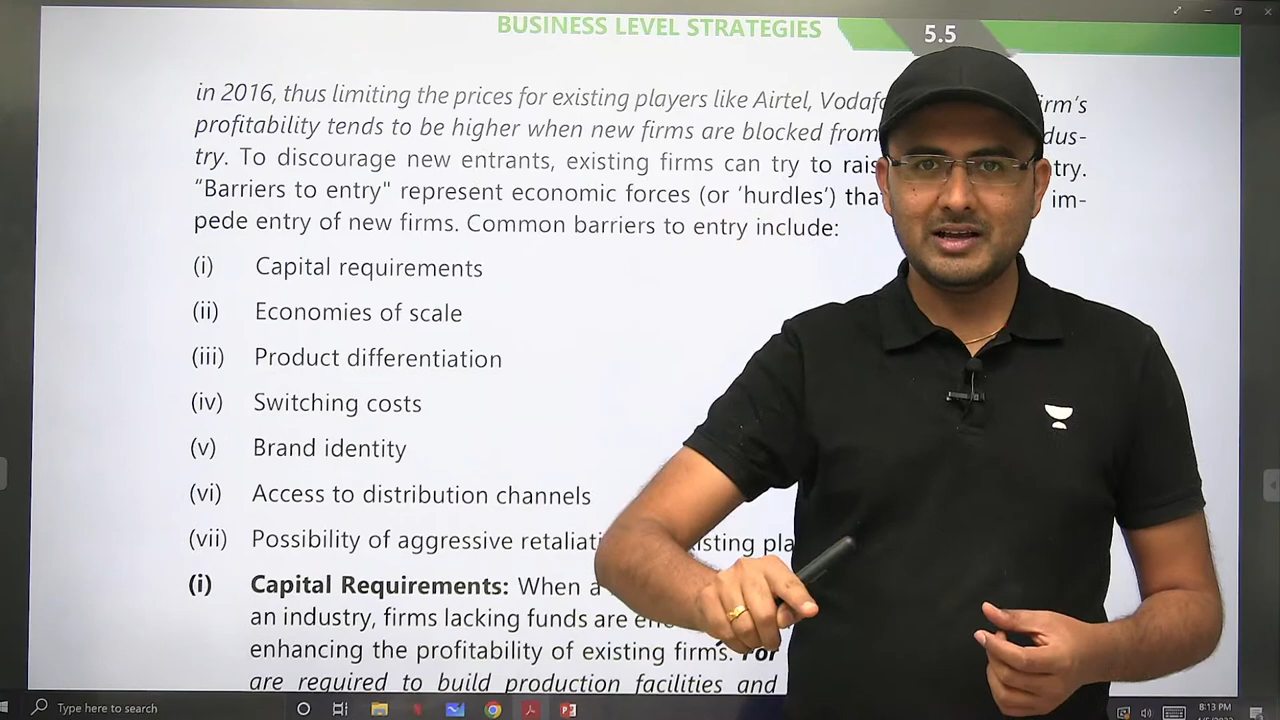 BUSINESS LEVEL STRATEGIES 5.5
in 2016, thus limiting the prices for existing players like Airtel, irm's
profitability tends to be higher when new firms are blocked from dus-
try. To discourage new entrants, existing firms can try to try.
"Barriers to entry" represent economic forces (or 'hurdles') im-
pede entry of new firms. Common barriers to entry include:
(i) Capital requirements
(ii) Economies of scale
(iii) Product differentiation
(iv) Switching costs
(v) Brand identity
(vi) Access to distribution channels
(vii) Possibility of aggressive
(i) Capital Requirements: When a
an industry, firms lacking funds are
enhancing the profitability of existing firms. For
are required to build production facilities and
Type here to search
8:13 PM